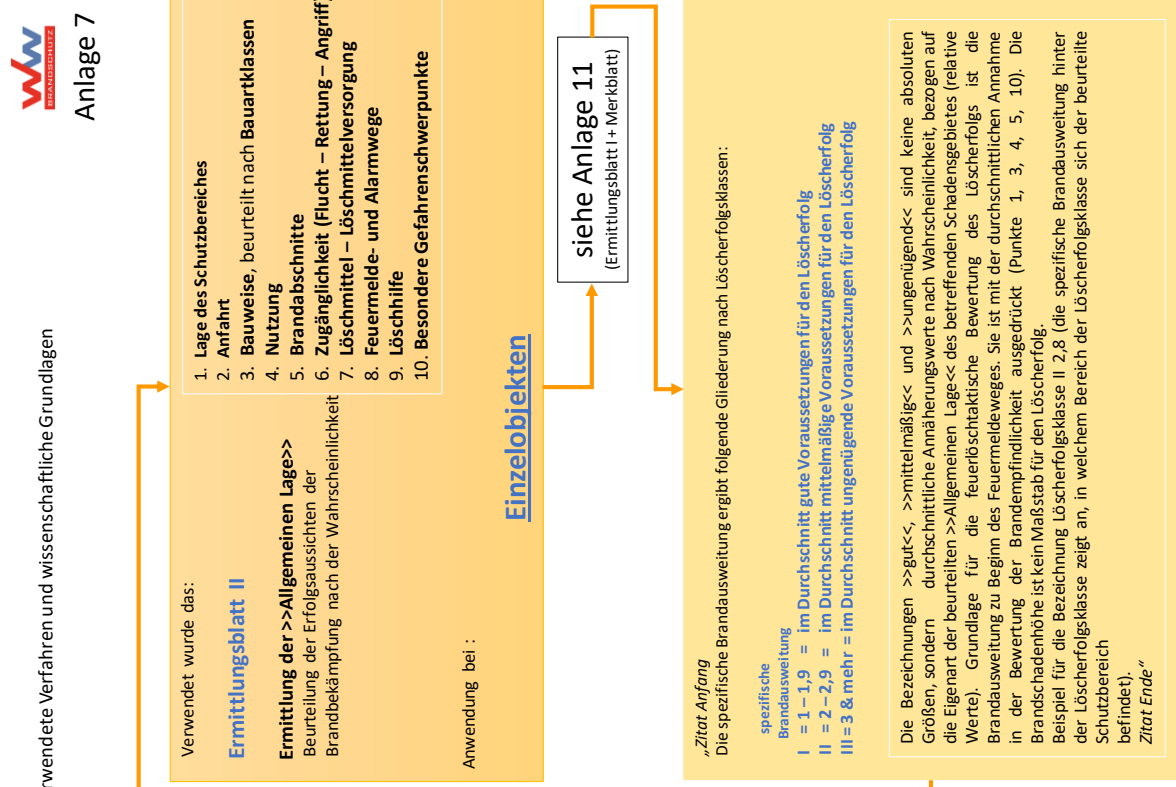 rwendete Verfahren und wissenschaftliche Grundlagen
BRANDSCHUTZ
Anlage 7
Verwendet wurde das:
Ermittlungsblatt II
Ermittlung der >>Allgemeinen Lage>>
Beurteilung der Erfolgsaussichten der
Brandbekämpfung nach der Wahrscheinlichkeit
Anwendung bei :
Einzelobjekten
1. Lage des Schutzbereiches
2. Anfahrt
3. Bauweise, beurteilt nach Bauartklassen
4. Nutzung
5. Brandabschnitte
6. Zugänglichkeit (Flucht – Rettung – Angriff)
7. Löschmittel – Löschmittelversorgung
8. Feuermelde- und Alarmwege
9. Löschhilfe
10. Besondere Gefahrenschwerpunkte
siehe Anlage 11
(Ermittlungsblatt I + Merkblatt)
„Zitat Anfang
Die spezifische Brandausweitung ergibt folgende Gliederung nach Löscherfolgsklassen:
spezifische
Brandausweitung
I = 1 – 1,9 = im Durchschnitt gute Voraussetzungen für den Löscherfolg
II = 2 – 2,9 = im Durchschnitt mittelmäßige Voraussetzungen für den Löscherfolg
III = 3 & mehr = im Durchschnitt ungenügende Voraussetzungen für den Löscherfolg
Die Bezeichnungen >>gut<<, >>mittelmäßig<< und >>ungenügend<< sind keine absoluten
Größen, sondern durchschnittliche Annäherungswerte nach Wahrscheinlichkeit, bezogen auf
die Eigenart der beurteilten >>Allgemeinen Lage<< des betreffenden Schadensgebietes (relative
Werte). Grundlage für die feuerlöschtaktische Bewertung des Löscherfolgs ist die
Brandausweitung zu Beginn des Feuermeldeweges. Sie ist mit der durchschnittlichen Annahme
in der Bewertung der Brandempfindlichkeit ausgedrückt (Punkte 1, 3, 4, 5, 10). Die
Brandschadenhöhe ist kein Maßstab für den Löscherfolg.
Beispiel für die Bezeichnung Löscherfolgsklasse II 2,8 (die spezifische Brandausweitung hinter
der Löscherfolgsklasse zeigt an, in welchem Bereich der Löscherfolgsklasse sich der beurteilte
Schutzbereich
befindet).
Zitat Ende“